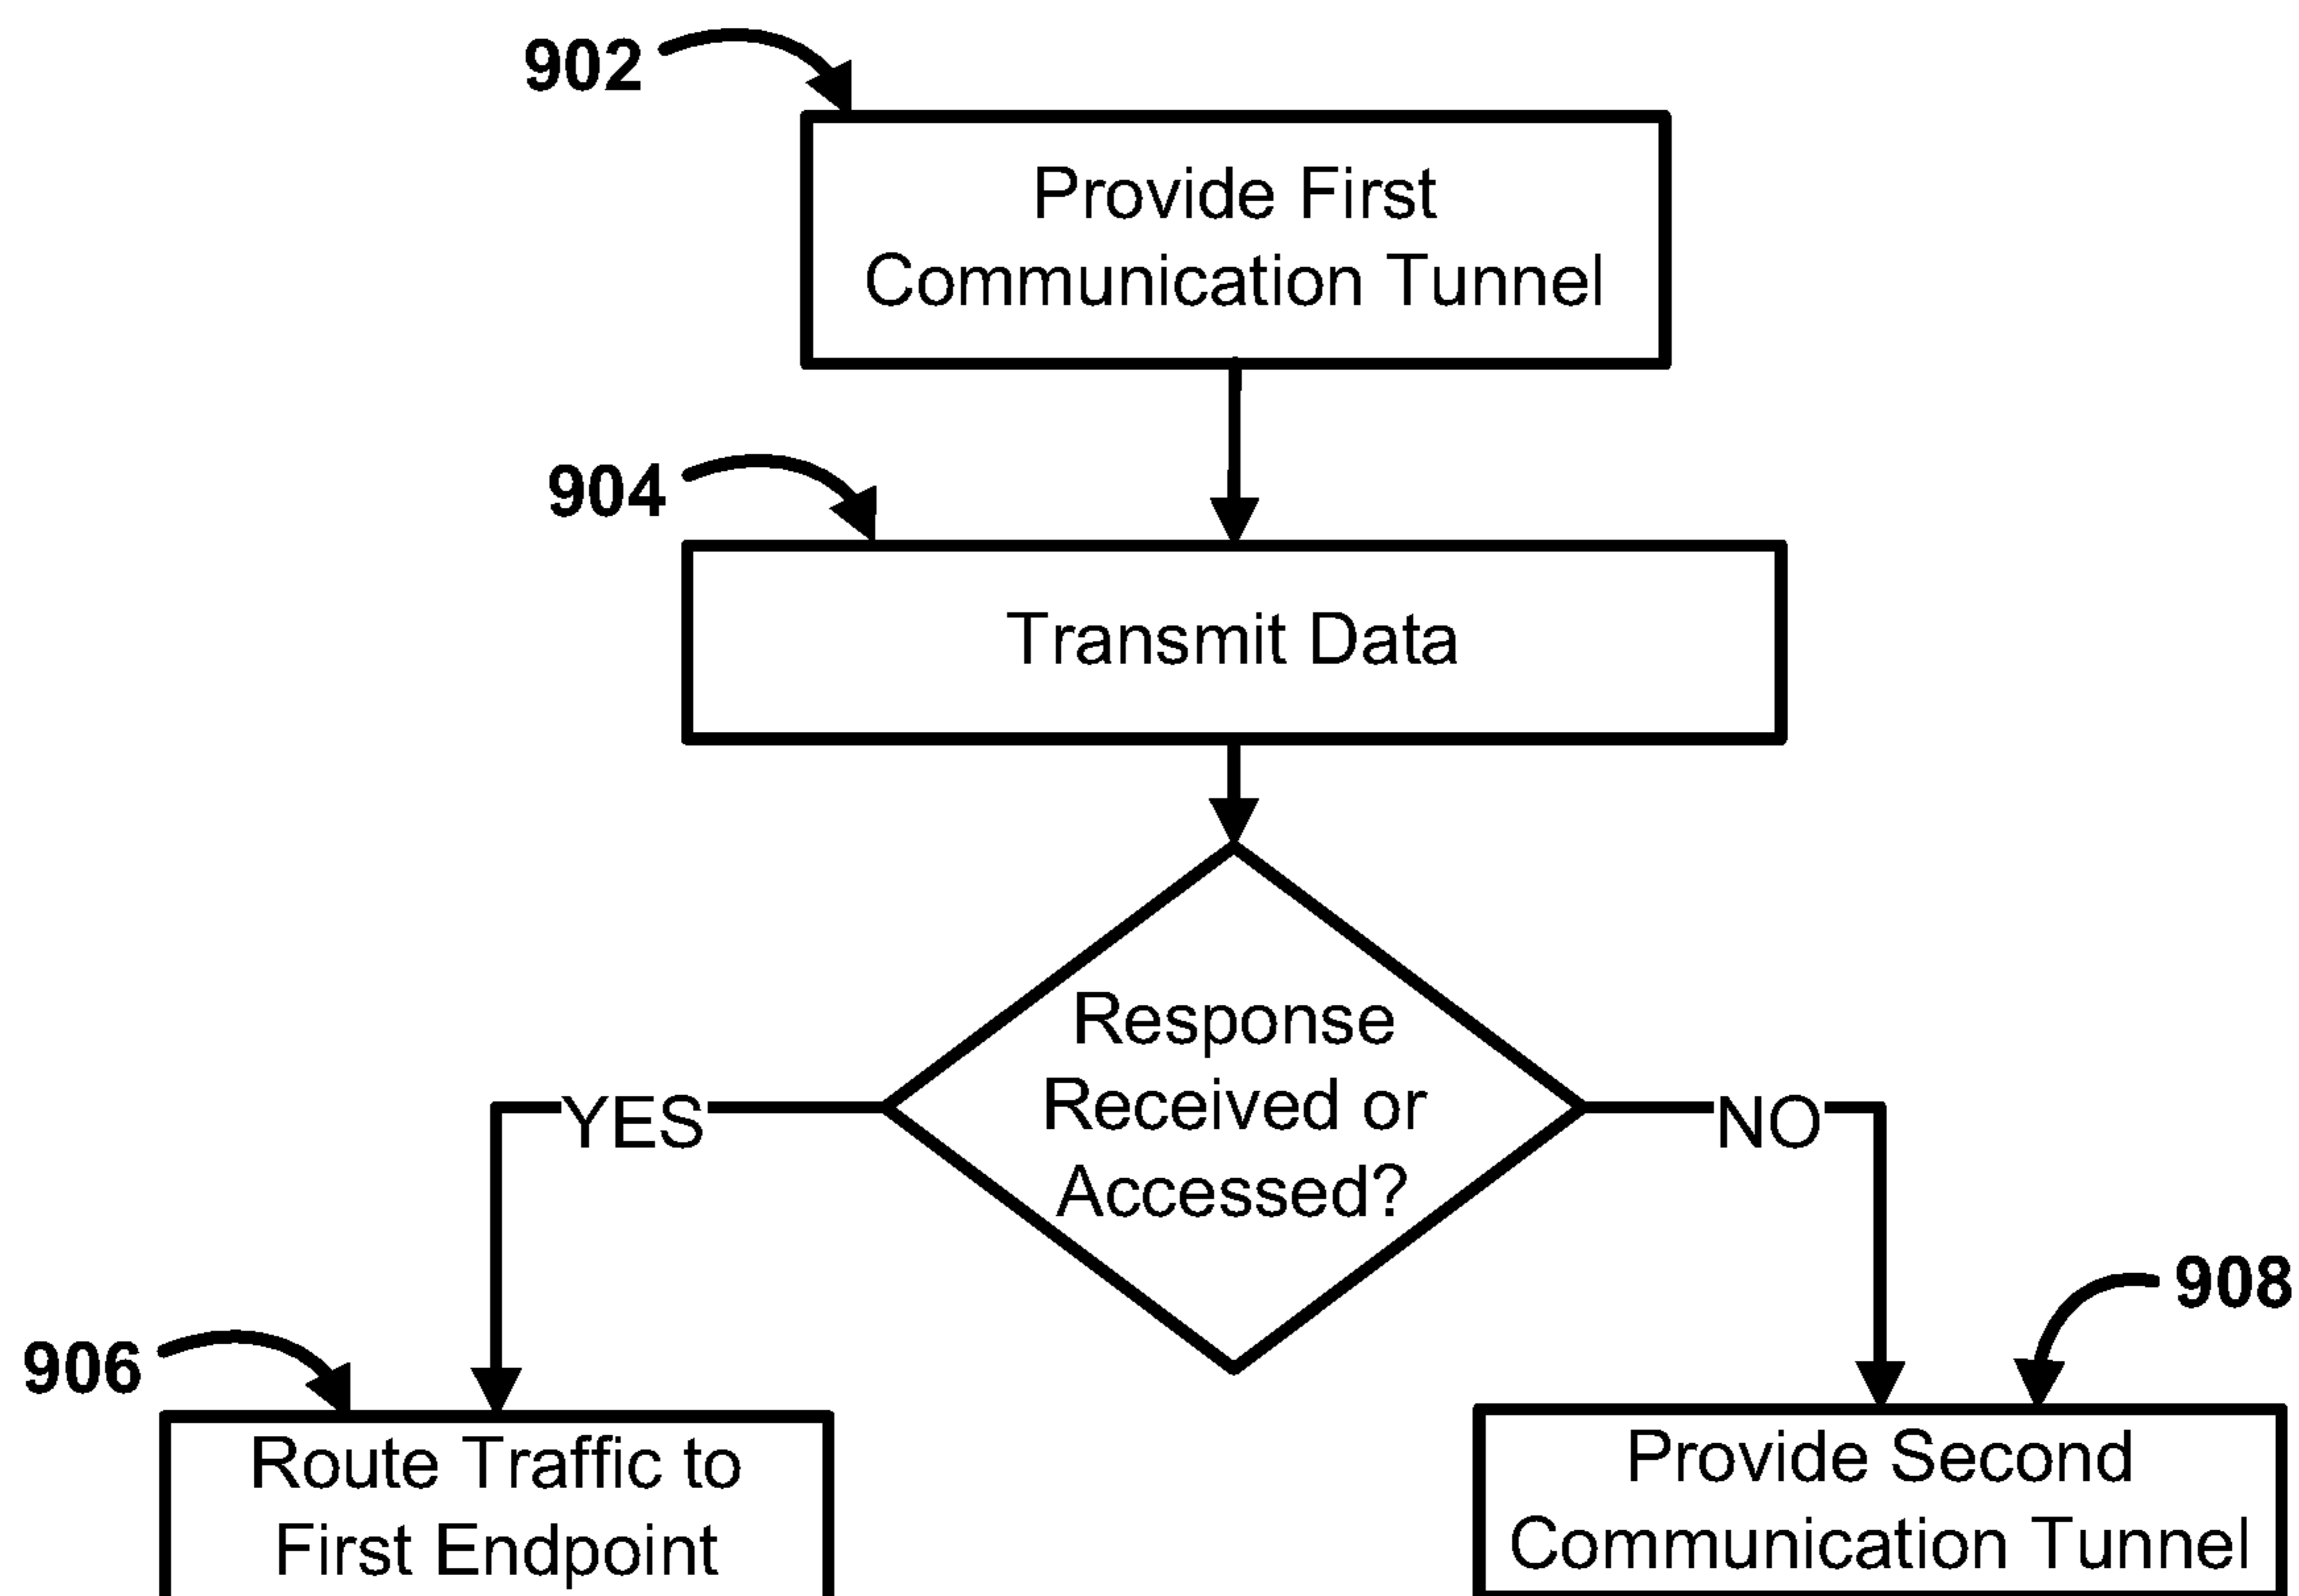 902
Provide First
Communication Tunnel
904
Transmit Data
Response
Received or
Accessed?
YES
NO
908
906
Route Traffic to
First Endpoint
Provide Second
Communication Tunnel